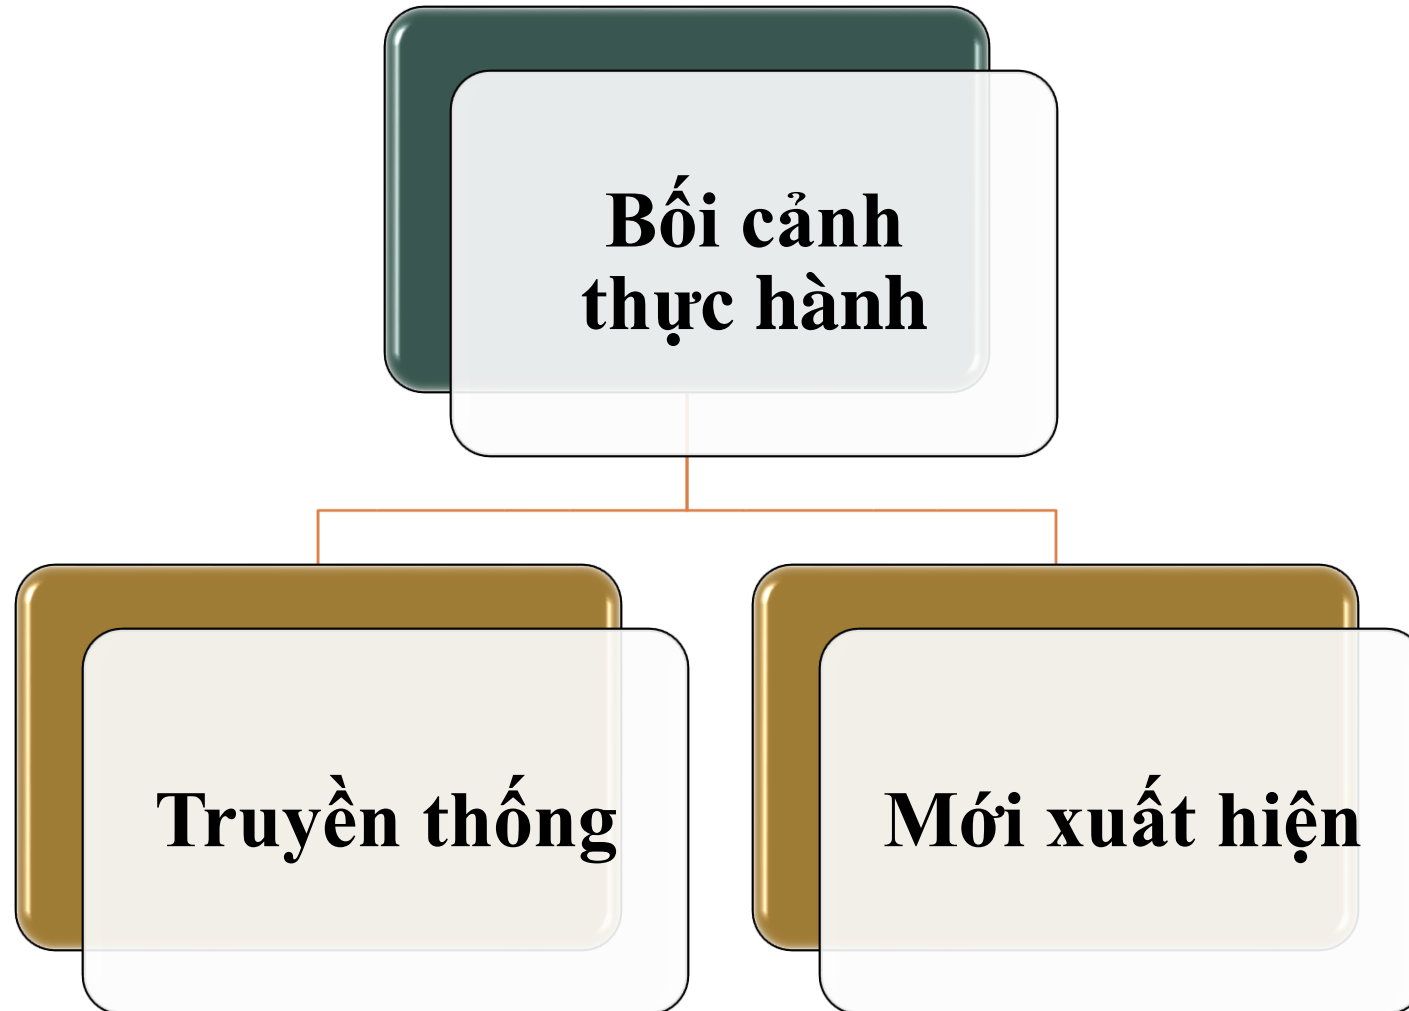 Bối cảnh
thực hành
Truyền thống
Mới xuất hiện